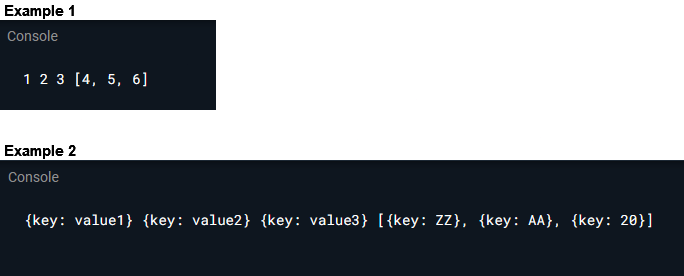 Example 1
Console
1 2 3 [4, 5, 6]
Example 2
Console
{key: value1} {key: value2} {key: value3} [{key: ZZ}, {key: AA}, {key: 20}]